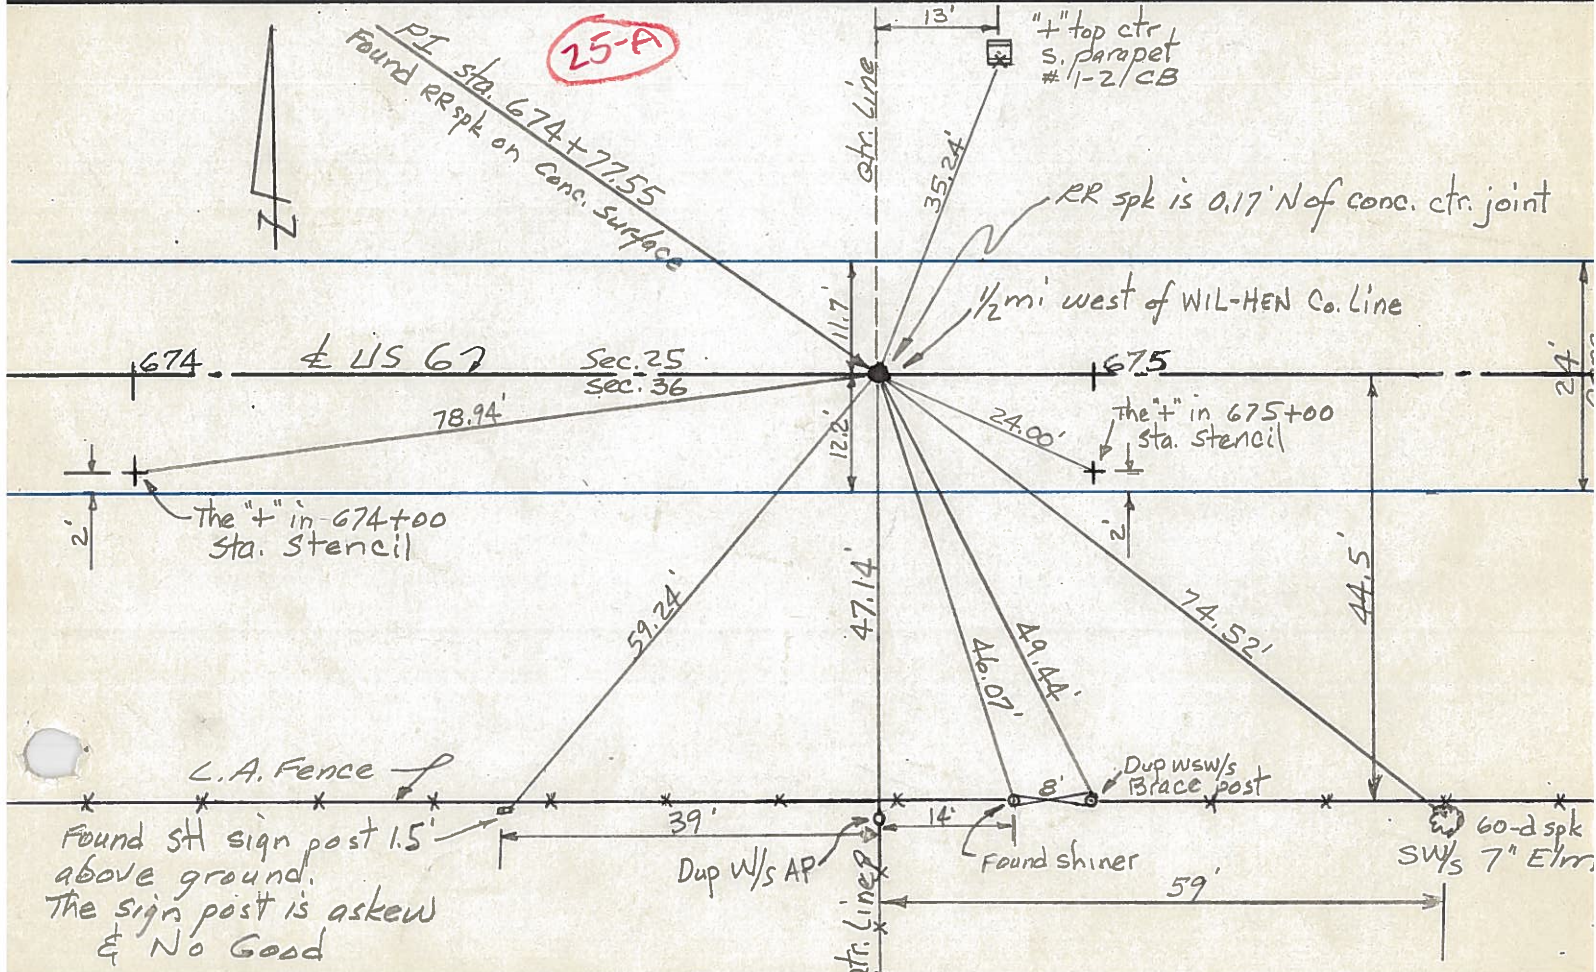 25-A
PI sta. 674+77.55
Found RR spk on conc. surface
13'
"+" top ctr
s. parapet
# 1-2/CB
Qtr. Line
35.24'
N
RR spk is 0.17' N of conc. ctr. joint
1/2 mi west of WIL-HEN Co. Line
11.7'
24'
674
℄ US 6
Sec. 25
Sec. 36
675
78.94'
12.2'
24.00'
The "+" in 675+00
sta. stencil
2'
The "+" in 674+00
sta. stencil
2'
59.24'
47.14'
46.07'
49.44'
74.52'
44.5'
L.A. Fence
Dup WSW/s
Brace post
8'
39'
14'
Found SH sign post 1.5'
above ground.
The sign post is askew
& No Good
Dup W/s AP
Found shiner
60-d spk
SW/s 7" Elm
59'
Qtr. Line